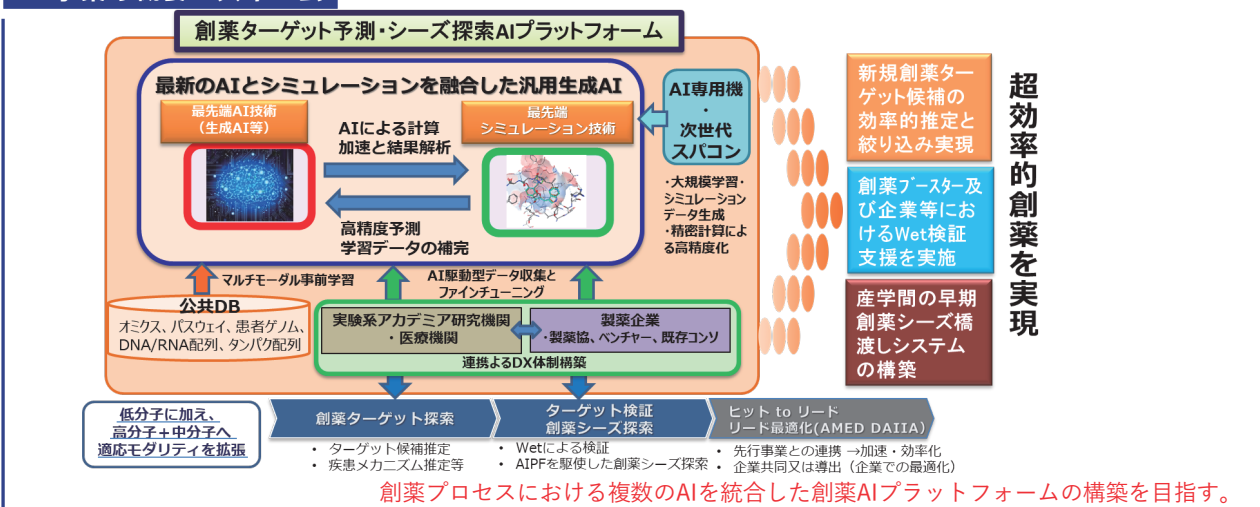 創薬ターゲット予測・シーズ探索AIプラットフォーム
最新のAIとシミュレーションを融合した汎用生成AI
最先端AI技術
(生成AI等)
AIによる計算
加速と結果解析
最先端
シミュレーション技術
高精度予測
学習データの補完
AI専用機
・
次世代
スパコン
・大規模学習・
シミュレーション
データ生成
・精密計算によ
る高精度化
マルチモーダル事前学習
AI駆動型データ収集と
ファインチューニング
公共DB
オミクス、パスウェイ、患者ゲノム、
DNA/RNA配列、タンパク配列
実験系アカデミア研究機関
・医療機関
製薬企業
・製薬協、ベンチャー、既存コンソ
連携よるDX体制構築
新規創薬ター
ゲット候補の
効率的推定と
絞り込み実現
創薬ブースター及
び企業等にお
けるWet検証
支援を実施
産学間の早期
創薬シーズ橋
渡しシステム
の構築
超効率的創薬を実現
低分子に加え、
高分子+中分子へ
適応モダリティを拡張
創薬ターゲット探索
・ターゲット候補推定
・疾患メカニズム推定等
ターゲット検証
創薬シーズ探索
・Wetによる検証
・AIPFを駆使した創薬シーズ探索
ヒット to リード
リード最適化(AMED DAIIA)
・先行事業との連携 →加速・効率化
・企業共同又は導出(企業での最適化)
創薬プロセスにおける複数のAIを統合した創薬AIプラットフォームの構築を目指す。